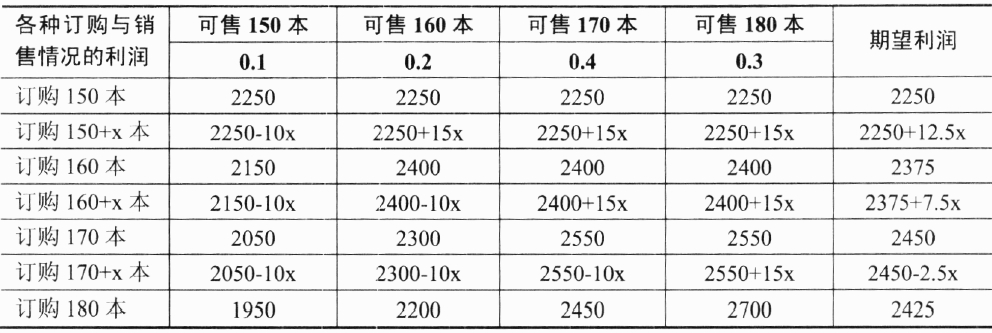 各种订购与销售情况的利润 可售 150 本 可售 160 本 可售 170 本 可售 180 本 期望利润
0.1 0.2 0.4 0.3
订购 150 本 2250 2250 2250 2250 2250
订购 150+x 本 2250-10x 2250+15x 2250+15x 2250+15x 2250+12.5x
订购 160 本 2150 2400 2400 2400 2375
订购 160+x 本 2150-10x 2400-10x 2400+15x 2400+15x 2375+7.5x
订购 170 本 2050 2300 2550 2550 2450
订购 170+x 本 2050-10x 2300-10x 2550-10x 2550+15x 2450-2.5x
订购 180 本 1950 2200 2450 2700 2425